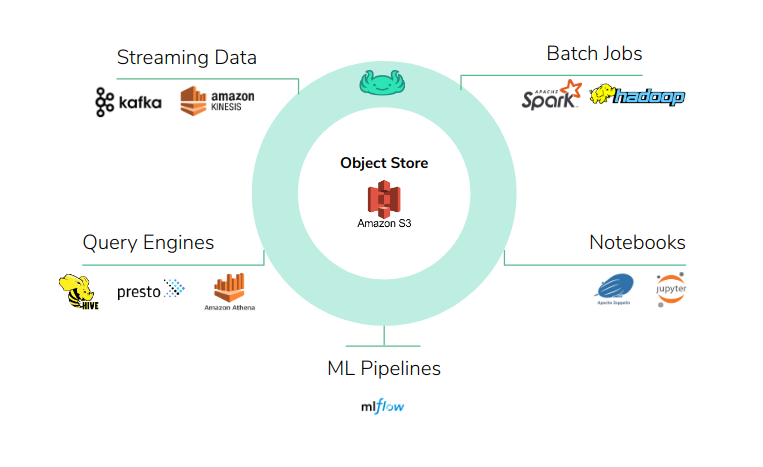 Streaming Data
kafka
amazon
KINESIS
Batch Jobs
APACHE
Spark
hadoop
Object Store
Amazon S3
Query Engines
HIVE
presto
Amazon Athena
Notebooks
Apache Zeppelin
jupyter
ML Pipelines
mlflow